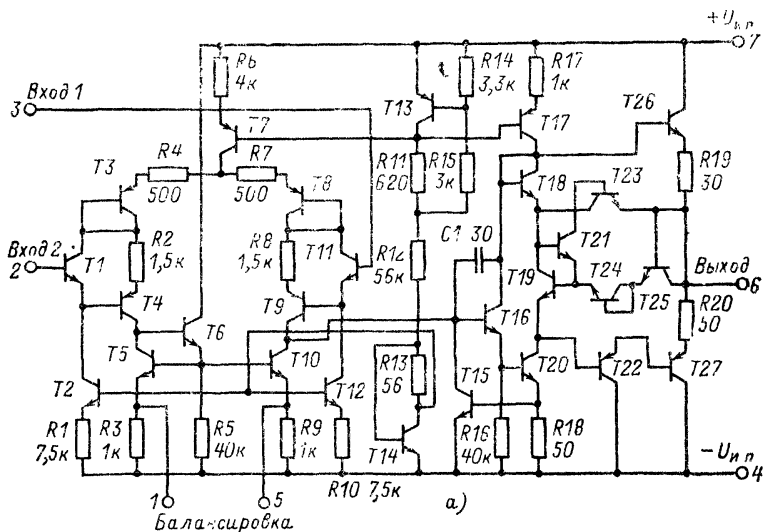 +Uип
7
R6
4к
R14
3,3к
R17
1к
T13
T26
Вход 1
3
T7
T17
R4
500
R7
500
T3
T8
R11
620
R15
3к
R19
30
T18
T23
R2
1,5к
R8
1,5к
T11
C1 30
T21
Вход 2
2
T1
R12
56к
T19
T24
Выход
6
T4
T9
T25
T6
T16
R20
50
T5
T10
T2
T12
R13
56
T15
T20
T22
T27
R1
7,5к
R3
1к
R5
40к
R9
1к
T14
R16
40к
R18
50
-Uип
4
R10 7,5к
1
5
Балансировка
а)